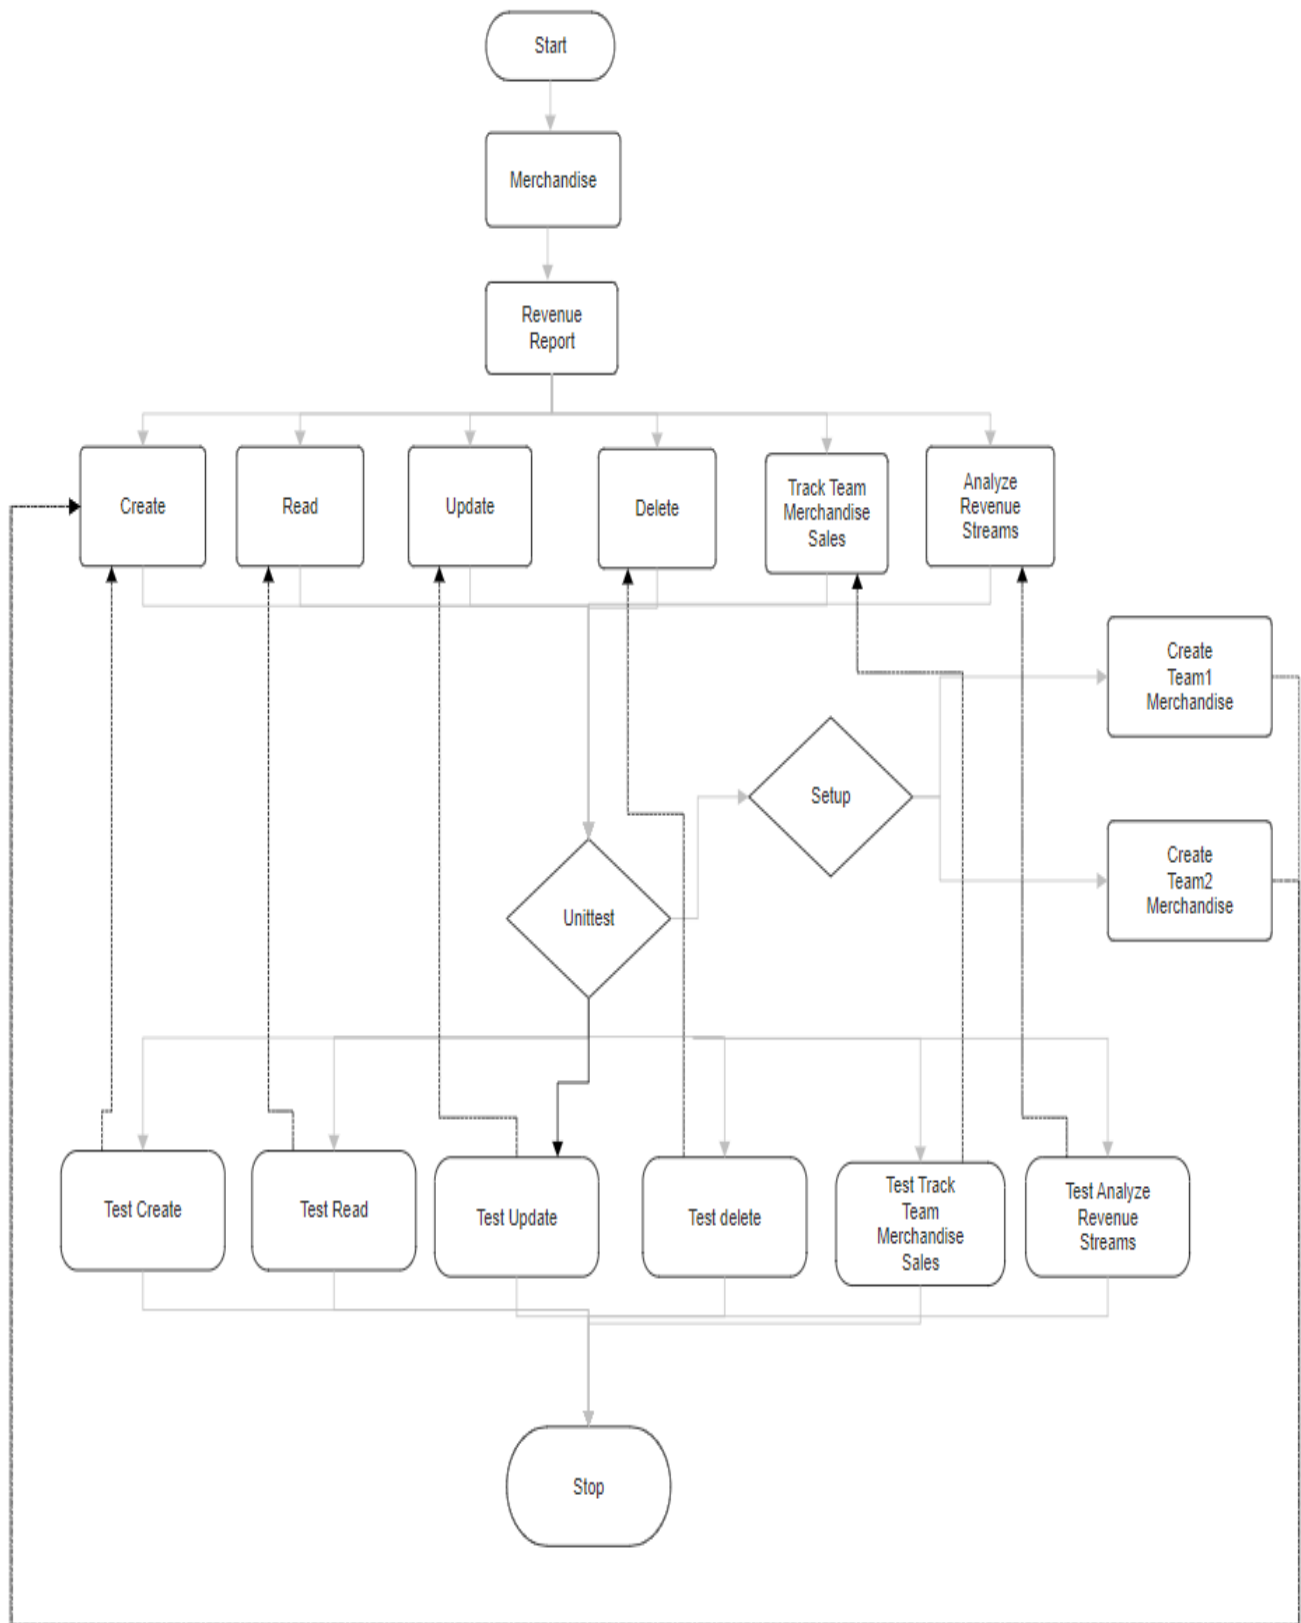 Start
Merchandise
Revenue
Report
Create
Read
Update
Delete
Track Team
Merchandise
Sales
Analyze
Revenue
Streams
Create
Team1
Merchandise
Setup
Create
Team2
Merchandise
Unittest
Test Create
Test Read
Test Update
Test delete
Test Track
Team
Merchandise
Sales
Test Analyze
Revenue
Streams
Stop